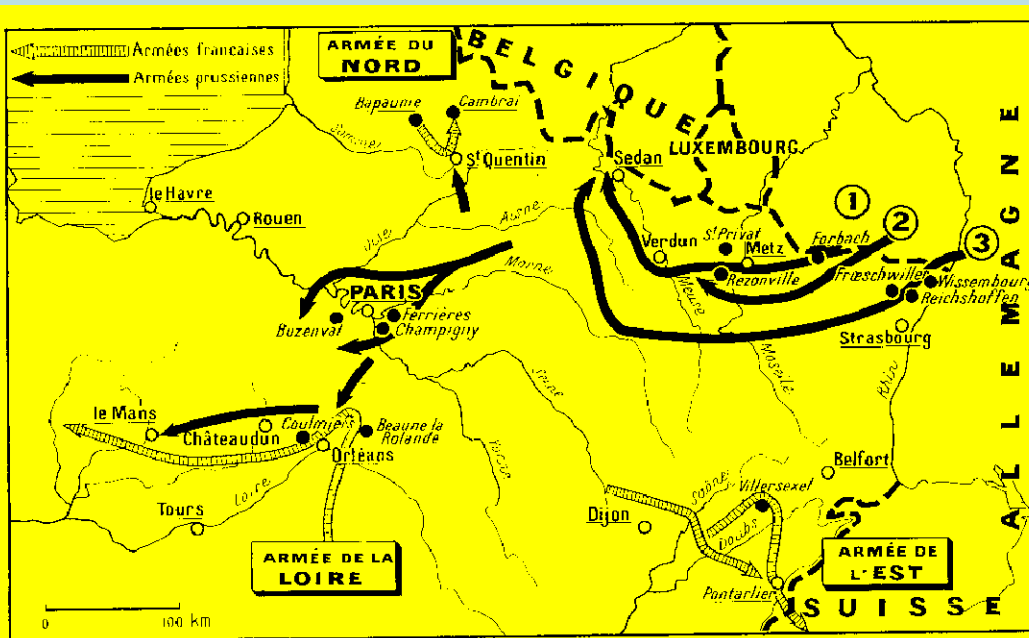 Armées françaises
Armées prussiennes
ARMÉE DU
NORD
BELGIQUE
LUXEMBOURG
ALLEMAGNE
SUISSE
Bapaume
Cambrai
Somme
St Quentin
Sedan
le Havre
Rouen
Oise
Aisne
Marne
Verdun
St Privat
Metz
Forbach
Rezonville
Meuse
1
2
3
Frœschwiller
Wissembourg
Reichshoffen
Strasbourg
Moselle
Rhin
PARIS
Buzenval
Ferrières
Champigny
Seine
Yonne
le Mans
Châteaudun
Coulmiers
Beaune la
Rolande
Orléans
Loire
Tours
ARMÉE DE LA
LOIRE
Dijon
Saône
Doubs
Villersexel
Belfort
Pontarlier
ARMÉE DE
L'EST
0 100 km